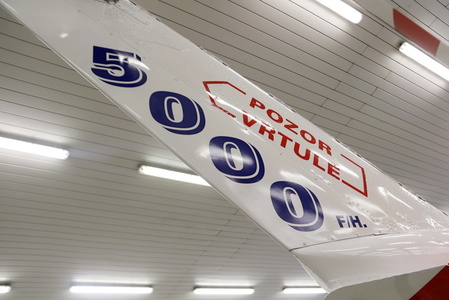 5000 F/H.
POZOR
VRTULE